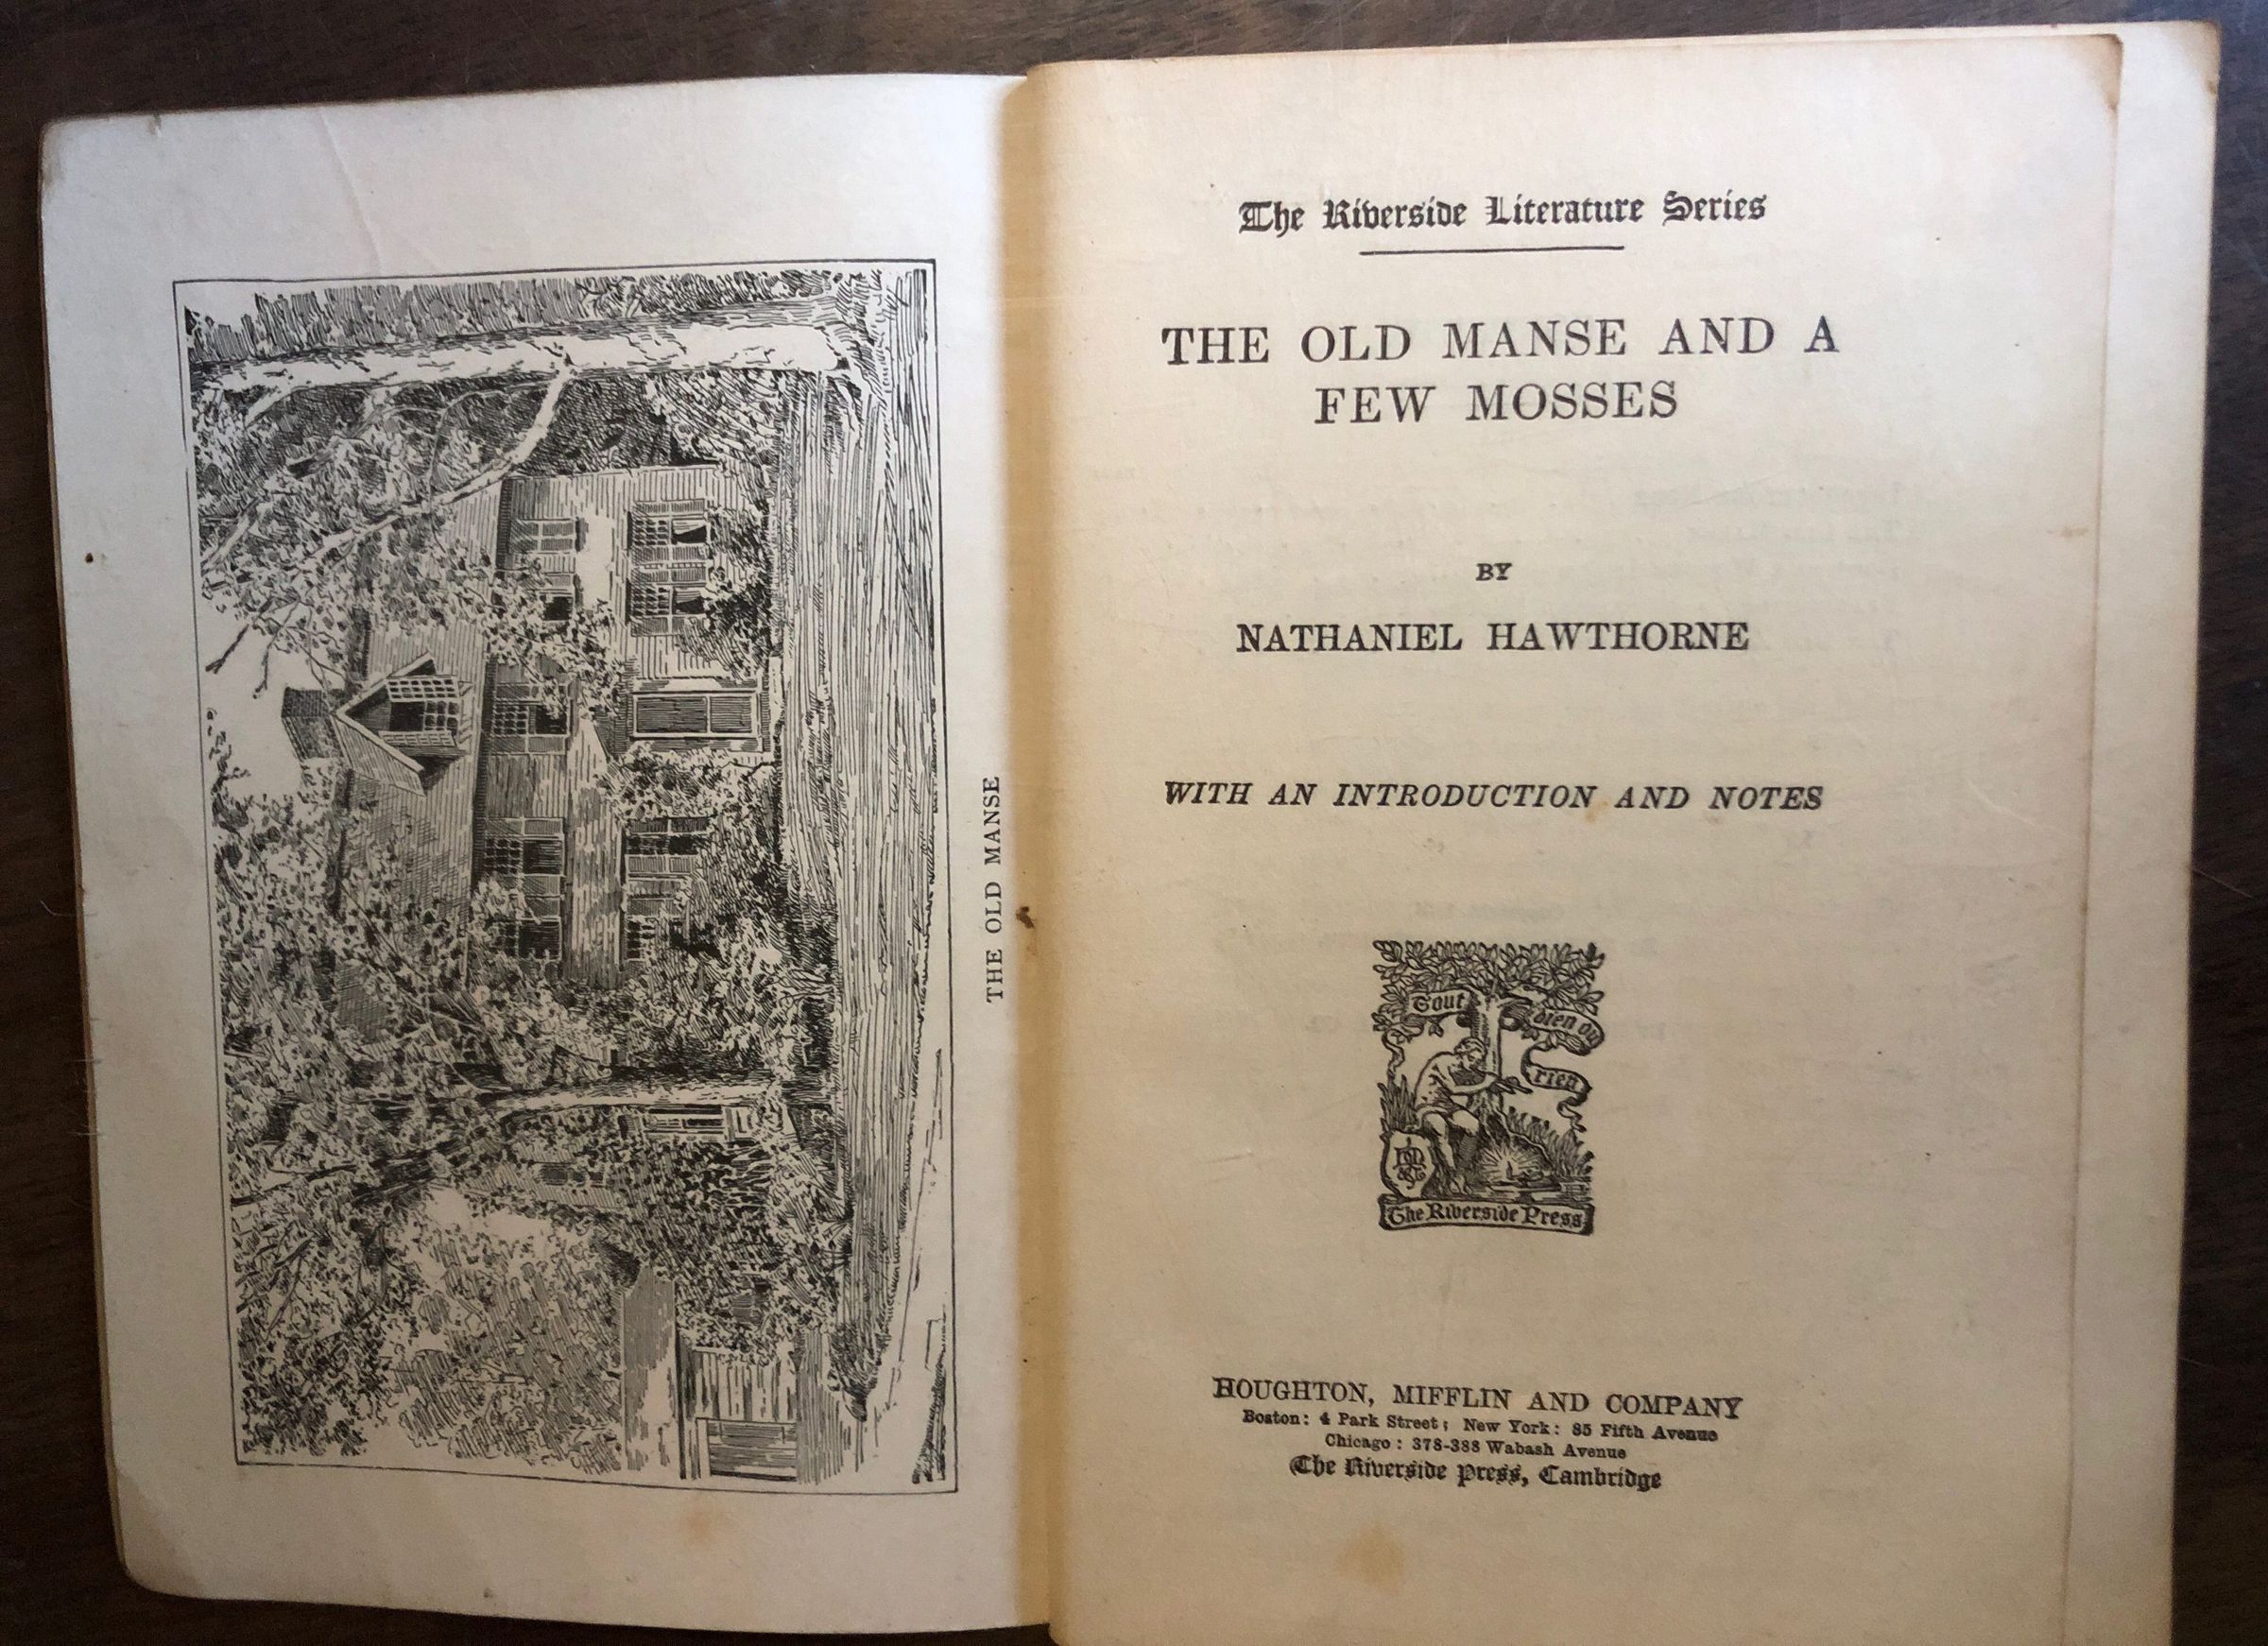 THE OLD MANSE
The Riverside Literature Series
THE OLD MANSE AND A
FEW MOSSES
BY
NATHANIEL HAWTHORNE
WITH AN INTRODUCTION AND NOTES
Tout
bien ou
rien
The Riverside Press
HOUGHTON, MIFFLIN AND COMPANY
Boston: 4 Park Street; New York: 85 Fifth Avenue
Chicago: 378-388 Wabash Avenue
The Riverside Press, Cambridge